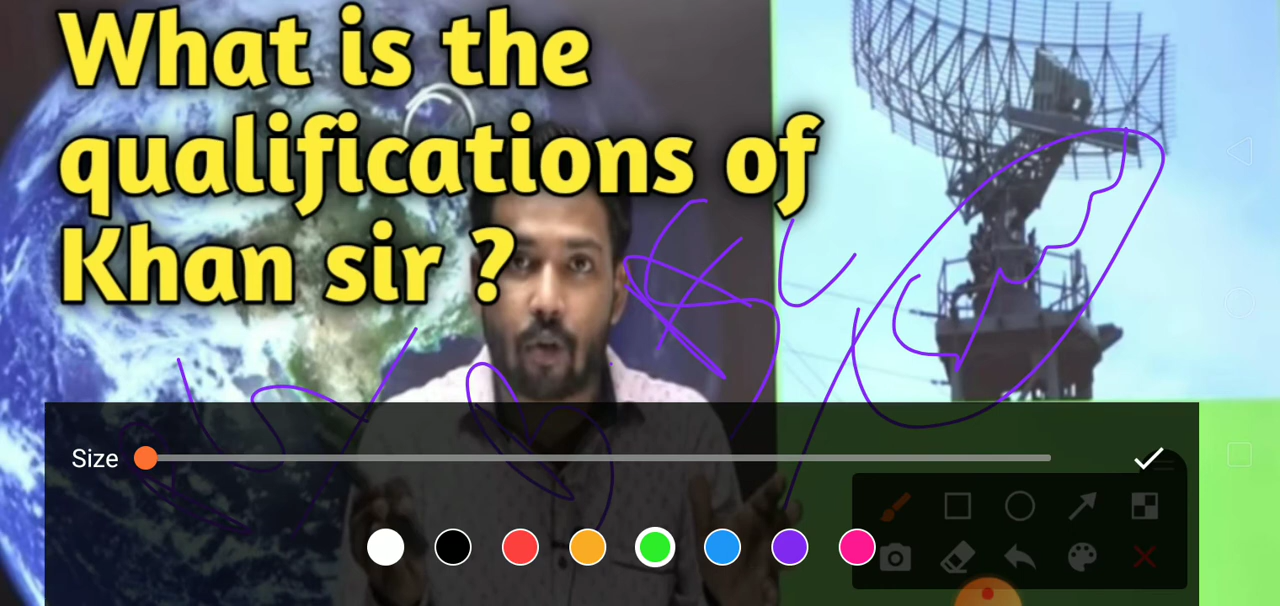 What is the
qualifications of
Khan sir ?
Size